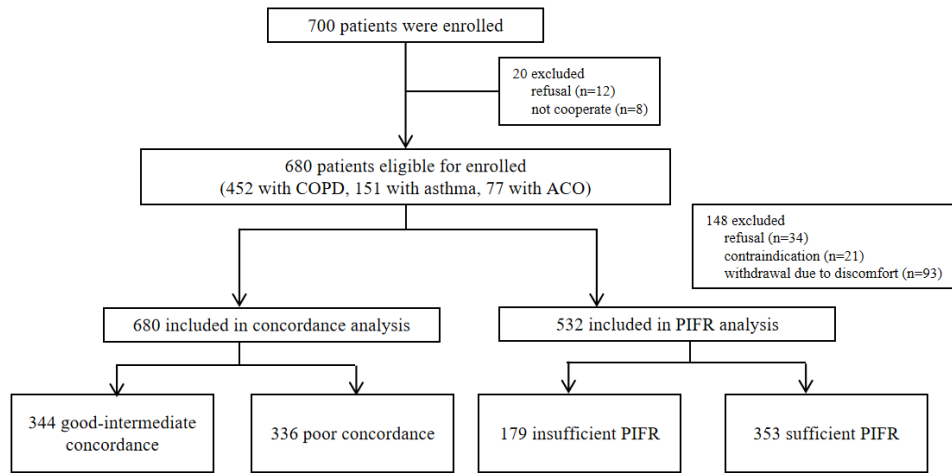 700 patients were enrolled
20 excluded
refusal (n=12)
not cooperate (n=8)
680 patients eligible for enrolled
(452 with COPD, 151 with asthma, 77 with ACO)
148 excluded
refusal (n=34)
contraindication (n=21)
withdrawal due to discomfort (n=93)
680 included in concordance analysis
532 included in PIFR analysis
344 good-intermediate
concordance
336 poor concordance
179 insufficient PIFR
353 sufficient PIFR